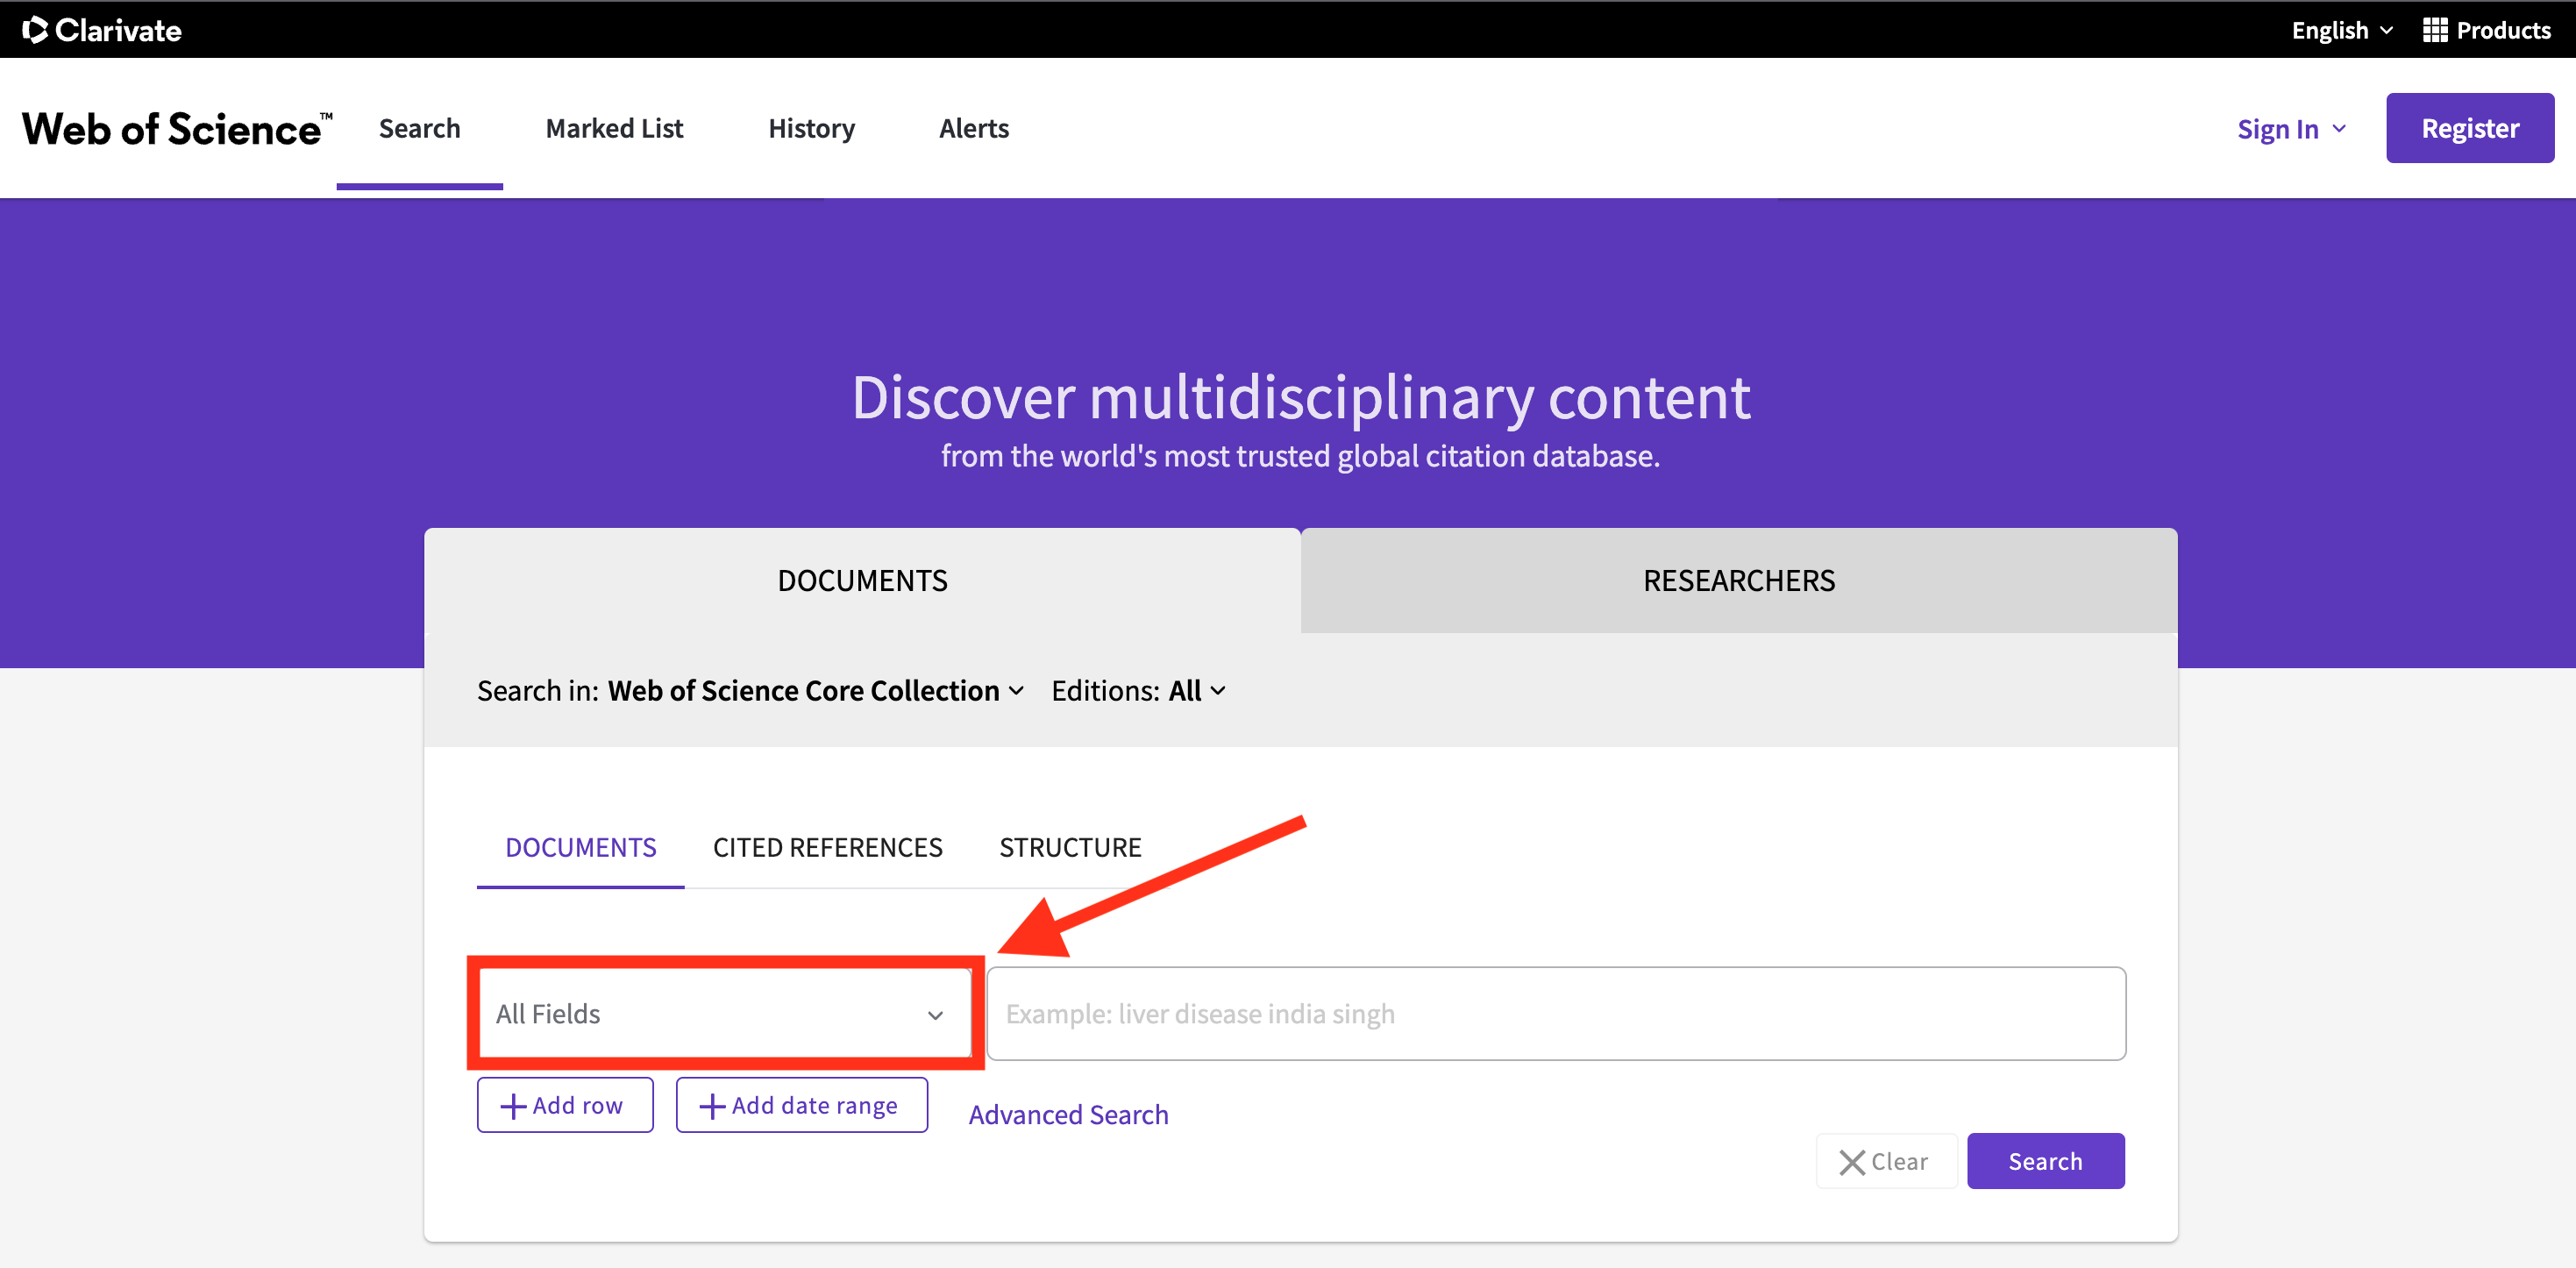 Clarivate
English
Products
Web of Science™
Search
Marked List
History
Alerts
Sign In
Register
Discover multidisciplinary content
from the world's most trusted global citation database.
DOCUMENTS
RESEARCHERS
Search in: Web of Science Core Collection
Editions: All
DOCUMENTS
CITED REFERENCES
STRUCTURE
All Fields
Example: liver disease india singh
Add row
Add date range
Advanced Search
Clear
Search